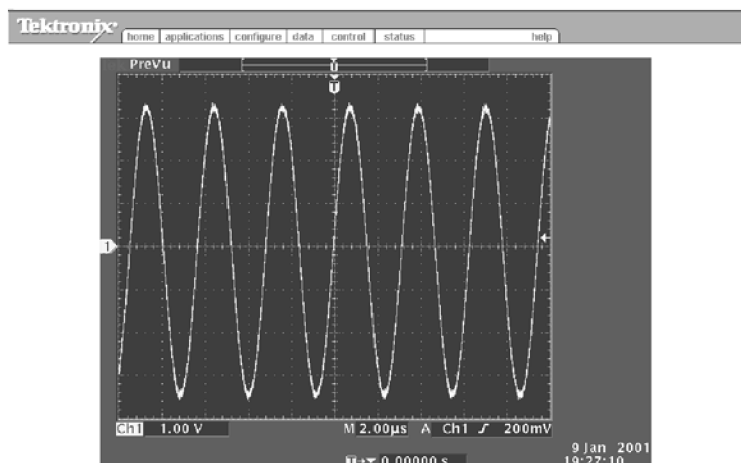 Tektronix
home applications configure data control status help
PreVu
T
T
1
Ch1 1.00 V M 2.00µs A Ch1 200mV
9 Jan 2001
T 0.00000 s 19:27:10